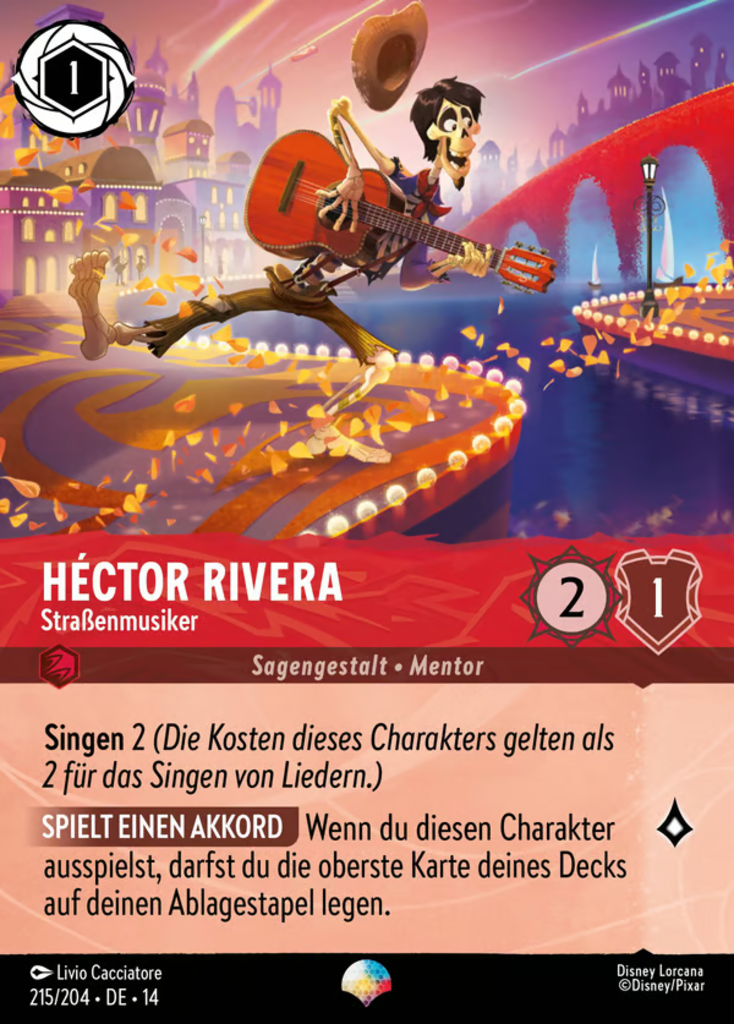 1
HÉCTOR RIVERA
Straßenmusiker
2
1
Sagengestalt • Mentor
Singen 2 (Die Kosten dieses Charakters gelten als
2 für das Singen von Liedern.)
SPIELT EINEN AKKORD Wenn du diesen Charakter
ausspielst, darfst du die oberste Karte deines Decks
auf deinen Ablagestapel legen.
Livio Cacciatore
215/204 • DE • 14
Disney Lorcana
©Disney/Pixar